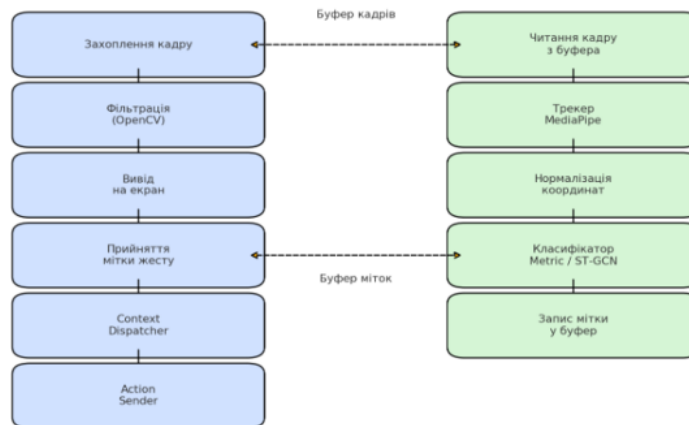 Буфер кадрів
Захоплення кадру
Читання кадру
з буфера
Фільтрація
(OpenCV)
Трекер
MediaPipe
Вивід
на екран
Нормалізація
координат
Прийняття
мітки жесту
Класифікатор
Metric / ST-GCN
Буфер міток
Context
Dispatcher
Запис мітки
у буфер
Action
Sender